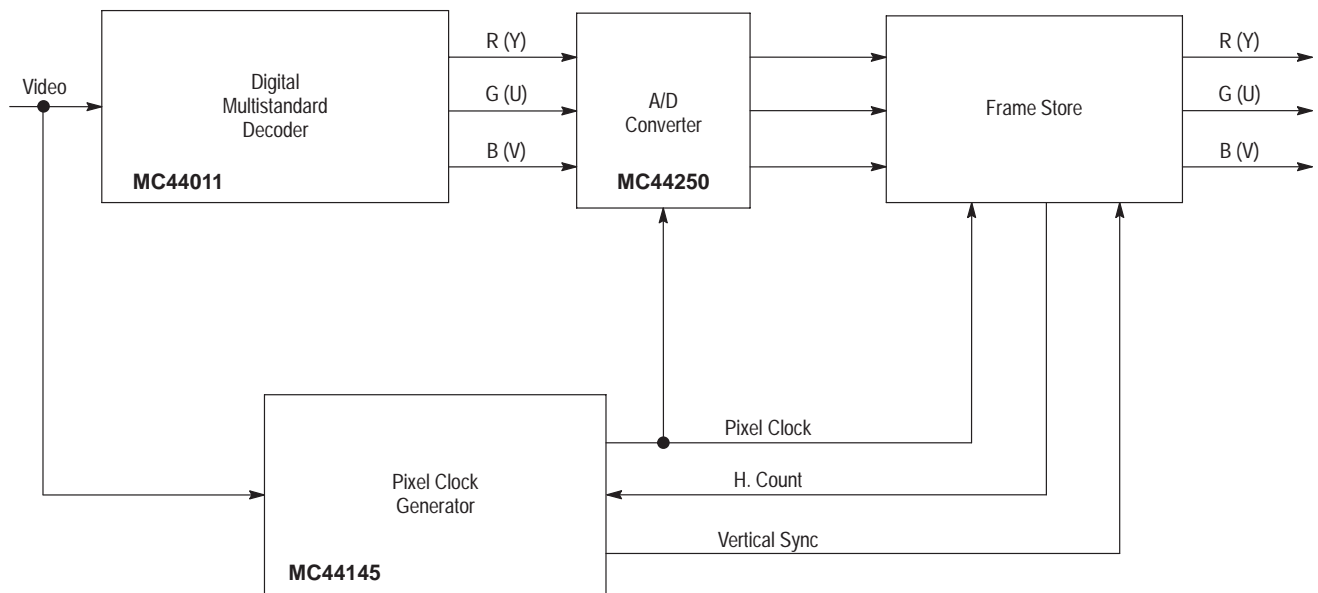 Video
Digital
Multistandard
Decoder
MC44011
R (Y)
G (U)
B (V)
A/D
Converter
MC44250
Frame Store
R (Y)
G (U)
B (V)
Pixel Clock
Generator
MC44145
Pixel Clock
H. Count
Vertical Sync